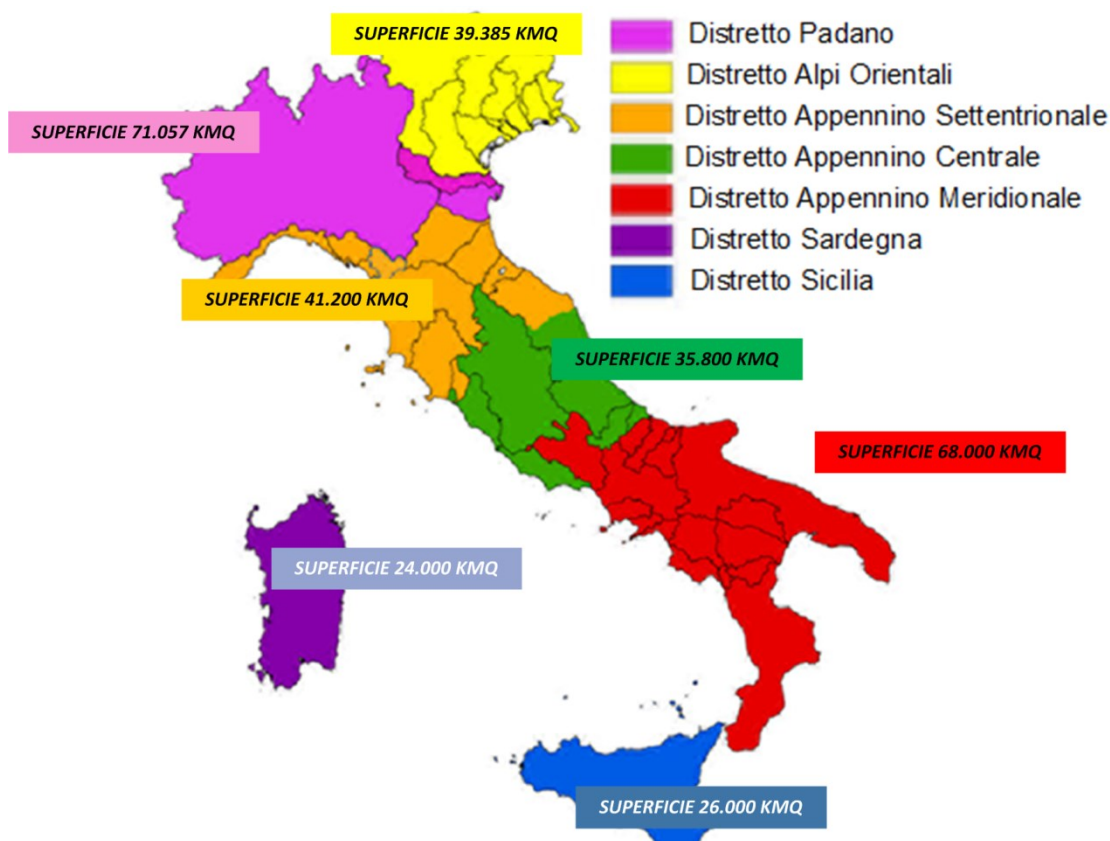 SUPERFICIE 39.385 KMQ
Distretto Padano
Distretto Alpi Orientali
Distretto Appennino Settentrionale
Distretto Appennino Centrale
Distretto Appennino Meridionale
Distretto Sardegna
Distretto Sicilia
SUPERFICIE 71.057 KMQ
SUPERFICIE 41.200 KMQ
SUPERFICIE 35.800 KMQ
SUPERFICIE 68.000 KMQ
SUPERFICIE 24.000 KMQ
SUPERFICIE 26.000 KMQ